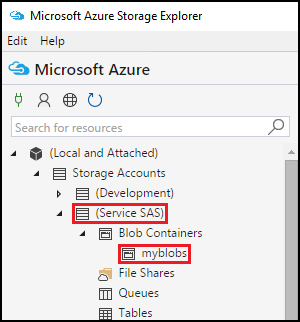 Microsoft Azure Storage Explorer
Edit Help
Microsoft Azure
Search for resources
(Local and Attached)
Storage Accounts
(Development)
(Service SAS)
Blob Containers
myblobs
File Shares
Queues
Tables